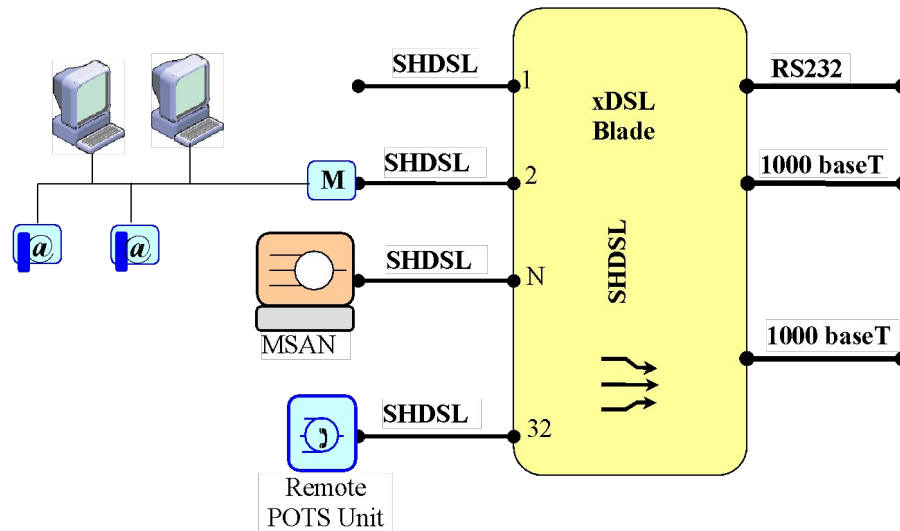 SHDSL
1
xDSL
Blade
RS232
SHDSL
M
2
1000 baseT
@
@
SHDSL
N
SHDSL
MSAN
1000 baseT
SHDSL
32
Remote
POTS Unit